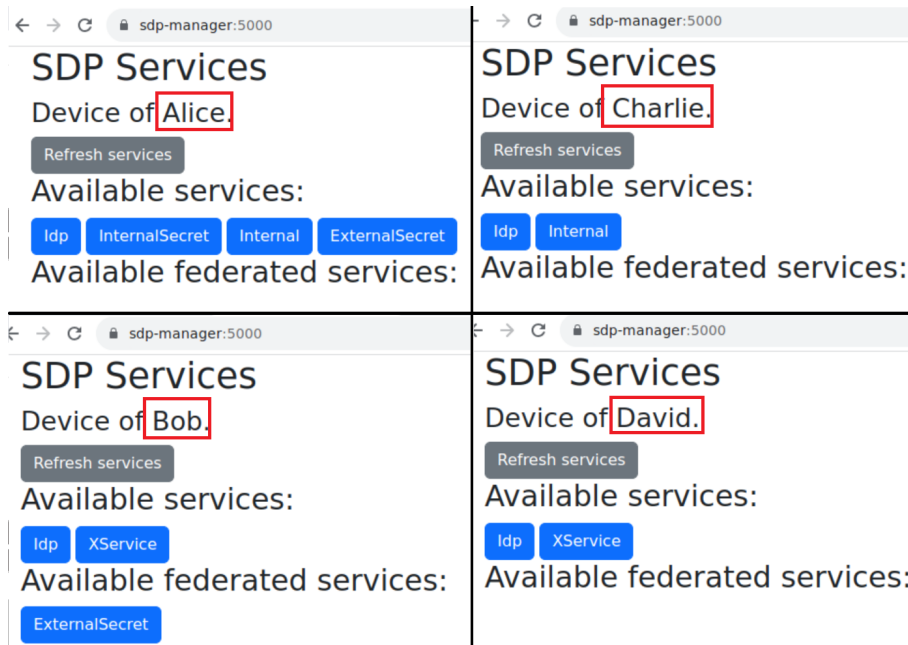 sdp-manager:5000
SDP Services
Device of Alice.
Refresh services
Available services:
Idp InternalSecret Internal ExternalSecret
Available federated services:
sdp-manager:5000
SDP Services
Device of Charlie.
Refresh services
Available services:
Idp Internal
Available federated services:
sdp-manager:5000
SDP Services
Device of Bob.
Refresh services
Available services:
Idp XService
Available federated services:
ExternalSecret
sdp-manager:5000
SDP Services
Device of David.
Refresh services
Available services:
Idp XService
Available federated services: